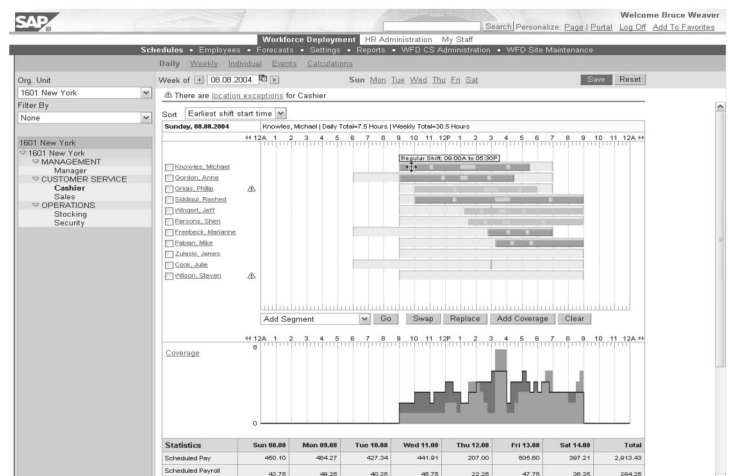 SAP
Welcome Bruce Weaver
Search Personalize: Page | Portal Log Off Add To Favorites
Workforce Deployment HR Administration My Staff
Schedules • Employees • Forecasts • Settings • Reports • WFD CS Administration • WFD Site Maintenance
Daily Weekly Individual Events Calculations
Org. Unit
1601 New York
Filter By
None
1601 New York
1601 New York
MANAGEMENT
Manager
CUSTOMER SERVICE
Cashier
Sales
OPERATIONS
Stocking
Security
Week of 08.08.2004 Sun Mon Tue Wed Thu Fri Sat Save Reset
There are location exceptions for Cashier
Sort Earliest shift start time
Sunday, 08.08.2004 Knowles, Michael | Daily Total=7.5 Hours | Weekly Total=30.5 Hours
12A 1 2 3 4 5 6 7 8 9 10 11 12P 1 2 3 4 5 6 7 8 9 10 11 12A
Regular Shift: 09:00A to 05:30P
Knowles, Michael
Gordon, Anna
Grigis, Phillip
Siddiqui, Rashed
Wingert, Jeff
Parsons, Sheri
Freebeck, Marianne
Pabian, Mike
Zulaski, James
Cook, Julie
Wilson, Steven
Add Segment Go Swap Replace Add Coverage Clear
12A 1 2 3 4 5 6 7 8 9 10 11 12P 1 2 3 4 5 6 7 8 9 10 11 12A
Coverage
8
0
Statistics Sun 08.08 Mon 09.08 Tue 10.08 Wed 11.08 Thu 12.08 Fri 13.08 Sat 14.08 Total
Scheduled Pay 450.10 484.27 427.34 441.91 207.00 505.60 397.21 2,913.43
Scheduled Payroll 42.75 49.25 40.25 45.75 22.25 47.75 36.25 284.25